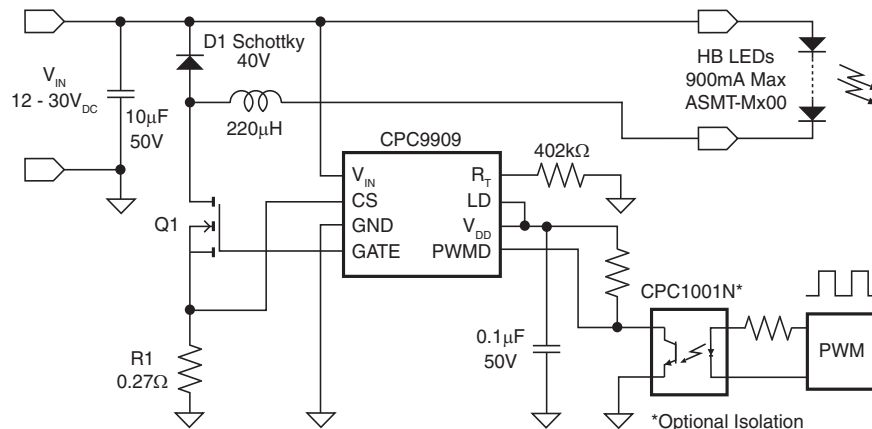 D1 Schottky
40V
V_IN
12 - 30V_DC
10μF
50V
220μH
HB LEDs
900mA Max
ASMT-Mx00
CPC9909
402kΩ
V_IN
R_T
CS
LD
GND
V_DD
GATE
PWMD
Q1
CPC1001N*
0.1μF
50V
PWM
R1
0.27Ω
*Optional Isolation